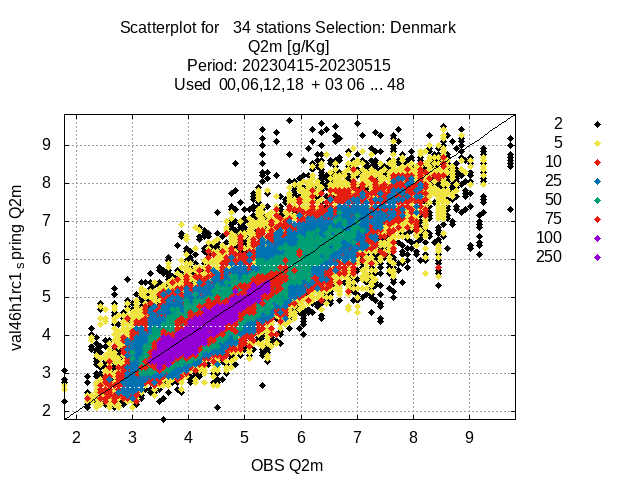 Scatterplot for   34 stations Selection: Denmark
Q2m [g/Kg]
Period: 20230415-20230515
Used  00,06,12,18  + 03 06 ... 48
val46h1rc1 s pring Q2m
9
8
7
6
5
4
3
2
2 3 4 5 6 7 8 9
OBS Q2m
2
5
10
25
50
75
100
250